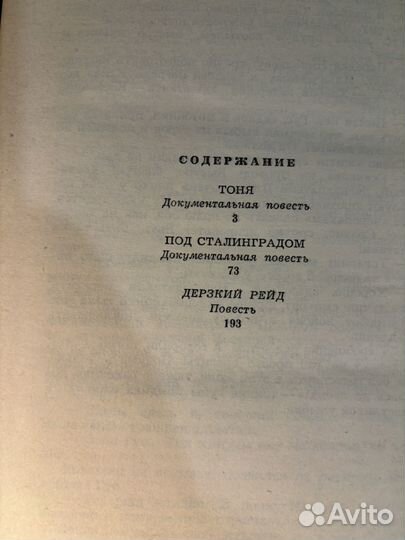 СОДЕРЖАНИЕ
ТОНЯ
Документальная повесть
3
ПОД СТАЛИНГРАДОМ
Документальная повесть
73
ДЕРЗКИЙ РЕЙД
Повесть
193
Avito